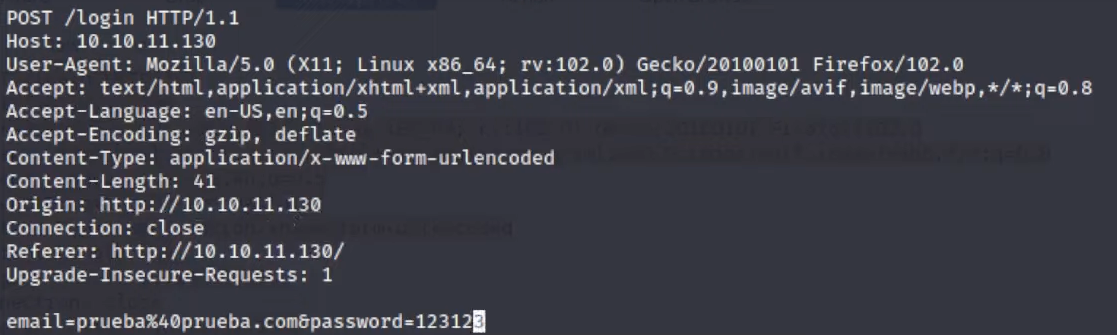 POST /login HTTP/1.1
Host: 10.10.11.130
User-Agent: Mozilla/5.0 (X11; Linux x86_64; rv:102.0) Gecko/20100101 Firefox/102.0
Accept: text/html,application/xhtml+xml,application/xml;q=0.9,image/avif,image/webp,*/*;q=0.8
Accept-Language: en-US,en;q=0.5
Accept-Encoding: gzip, deflate
Content-Type: application/x-www-form-urlencoded
Content-Length: 41
Origin: http://10.10.11.130
Connection: close
Referer: http://10.10.11.130/
Upgrade-Insecure-Requests: 1

email=prueba%40prueba.com&password=123123